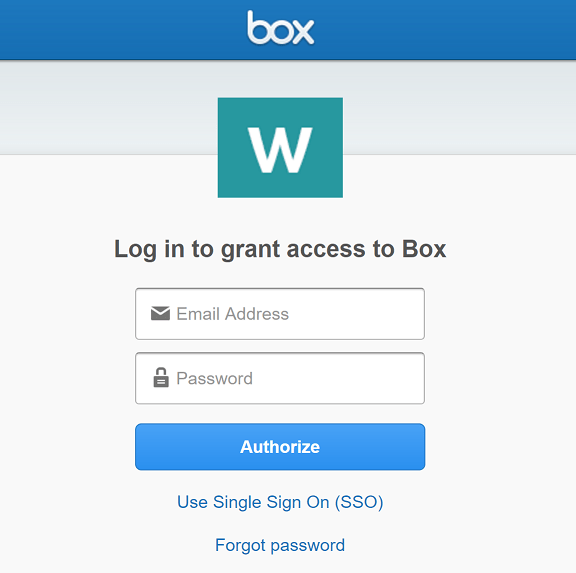 box
W
Log in to grant access to Box
Email Address
Password
Authorize
Use Single Sign On (SSO)
Forgot password